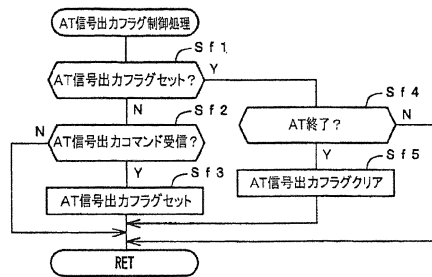 AT信号出力フラグ制御処理
Sf1
AT信号出力フラグセット？
Y
N
Sf2
Sf4
N
AT信号出力コマンド受信？
AT終了？
N
Y
Y
Sf3
Sf5
AT信号出力フラグセット
AT信号出力フラグクリア
RET